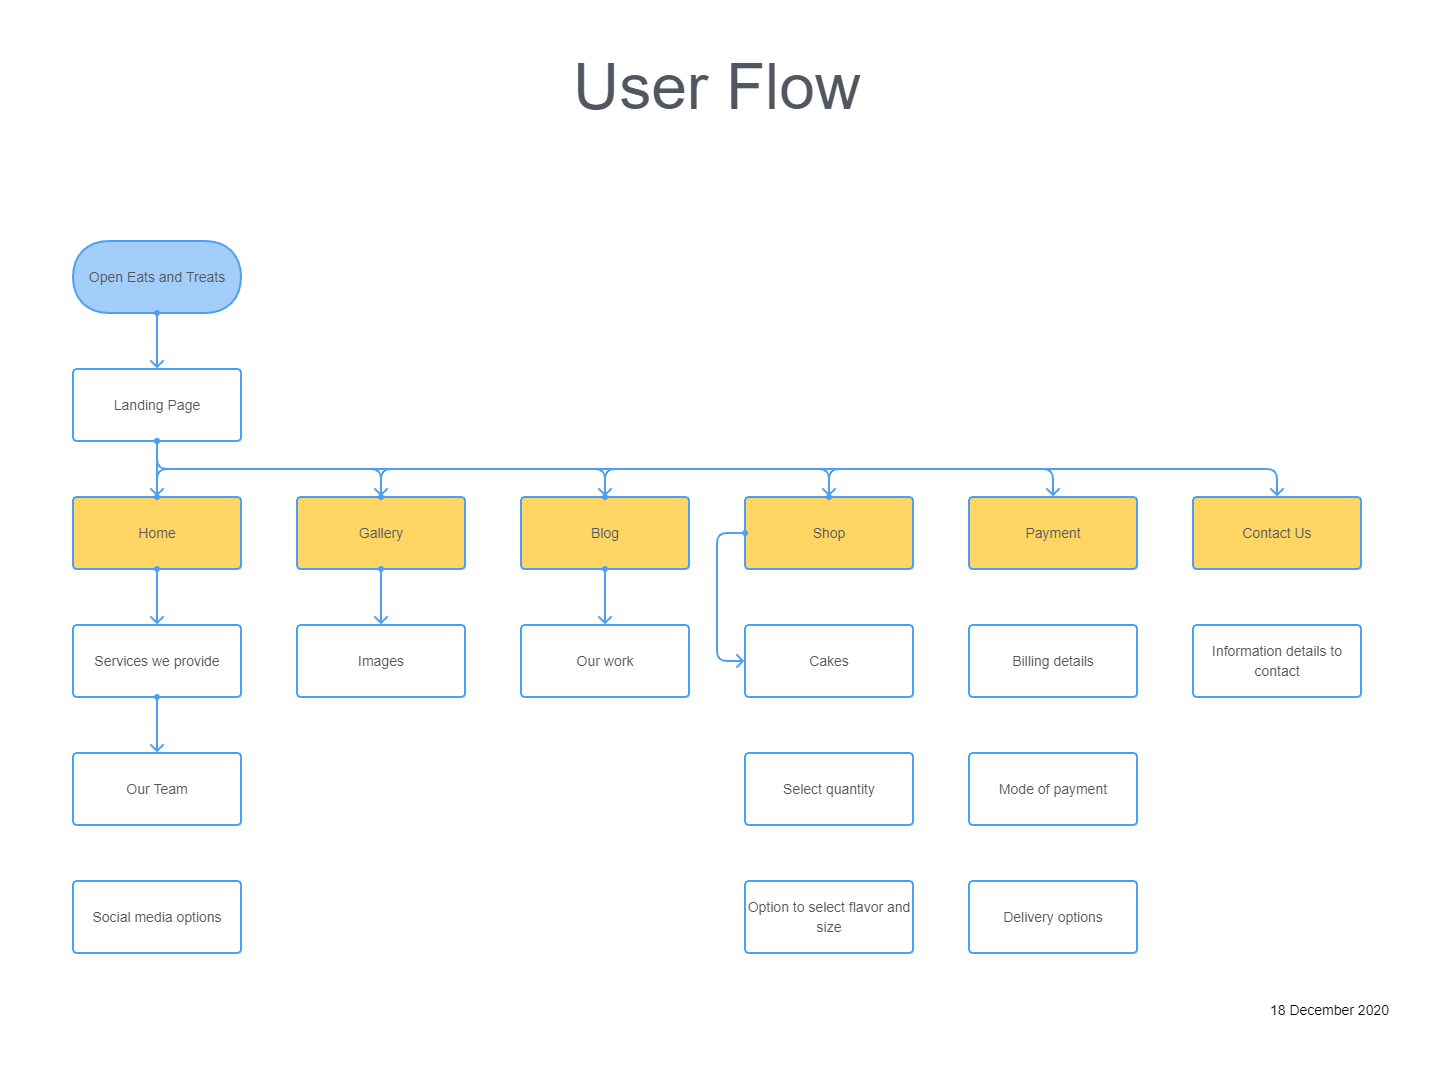 User Flow
Open Eats and Treats
Landing Page
Home
Gallery
Blog
Shop
Payment
Contact Us
Services we provide
Images
Our work
Cakes
Billing details
Information details to
contact
Our Team
Select quantity
Mode of payment
Social media options
Option to select flavor and
size
Delivery options
18 December 2020